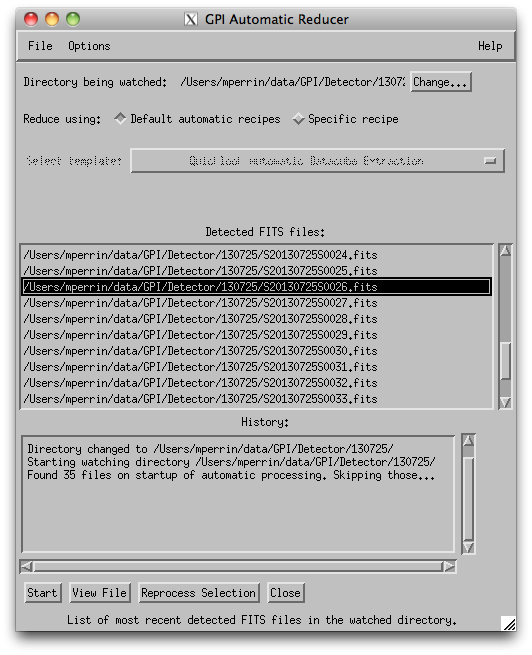 GPI Automatic Reducer
File Options Help
Directory being watched: /Users/mperrin/data/GPI/Detector/1307 Change...
Reduce using: Default automatic recipes Specific recipe
Select template: Quicklook Automatic Datacube Extraction
Detected FITS files:
/Users/mperrin/data/GPI/Detector/130725/S20130725S0024.fits
/Users/mperrin/data/GPI/Detector/130725/S20130725S0025.fits
/Users/mperrin/data/GPI/Detector/130725/S20130725S0026.fits
/Users/mperrin/data/GPI/Detector/130725/S20130725S0027.fits
/Users/mperrin/data/GPI/Detector/130725/S20130725S0028.fits
/Users/mperrin/data/GPI/Detector/130725/S20130725S0029.fits
/Users/mperrin/data/GPI/Detector/130725/S20130725S0030.fits
/Users/mperrin/data/GPI/Detector/130725/S20130725S0031.fits
/Users/mperrin/data/GPI/Detector/130725/S20130725S0032.fits
/Users/mperrin/data/GPI/Detector/130725/S20130725S0033.fits
History:
Directory changed to /Users/mperrin/data/GPI/Detector/130725/
Starting watching directory /Users/mperrin/data/GPI/Detector/130725/
Found 35 files on startup of automatic processing. Skipping those...
Start View File Reprocess Selection Close
List of most recent detected FITS files in the watched directory.